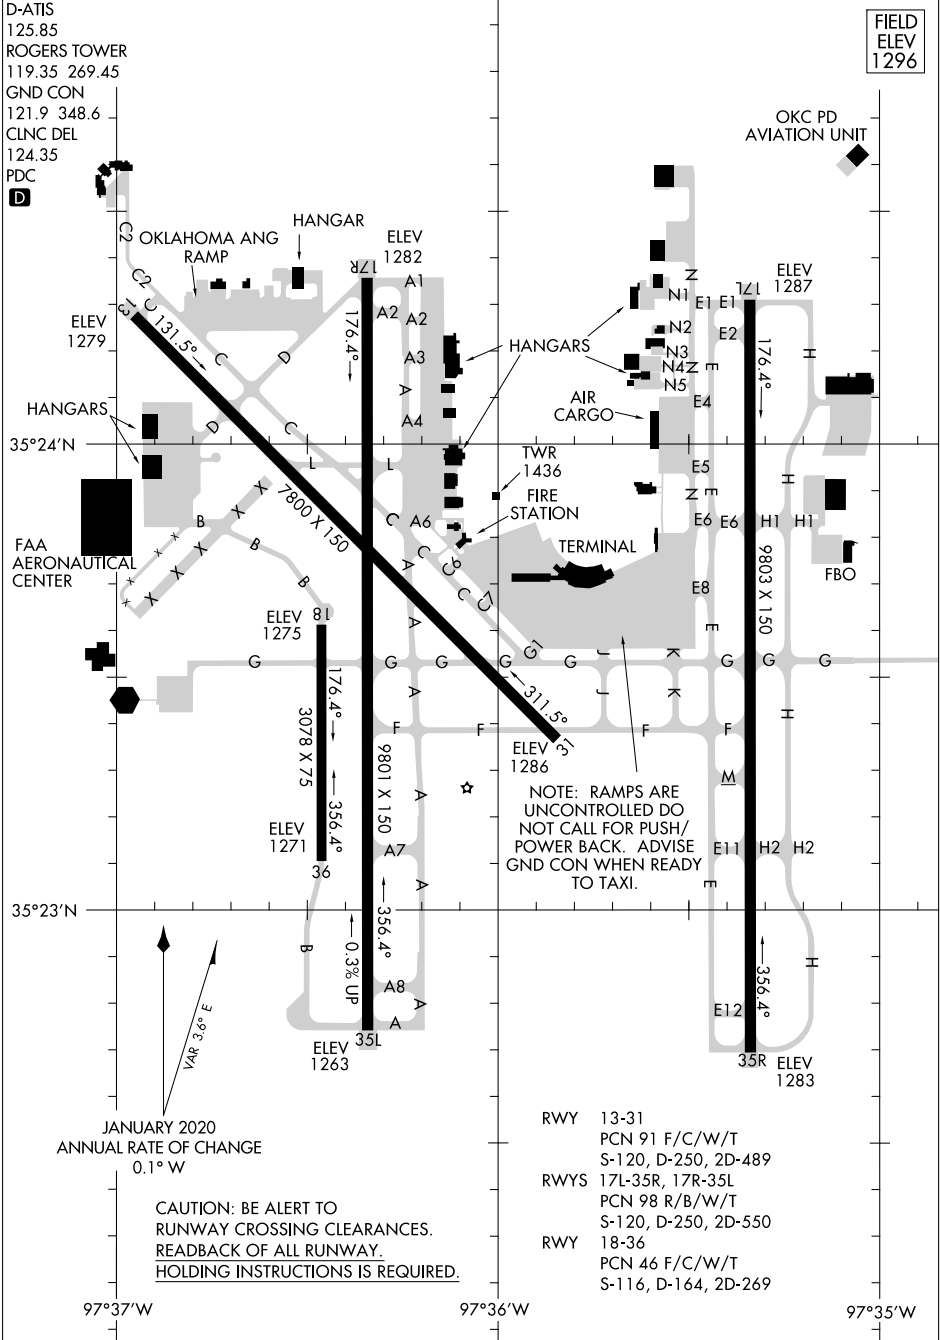 D-ATIS
125.85
ROGERS TOWER
119.35 269.45
GND CON
121.9 348.6
CLNC DEL
124.35
PDC
D
FIELD
ELEV
1296
OKC PD
AVIATION UNIT
C2
OKLAHOMA ANG
RAMP
HANGAR
ELEV
1282
17R
A1
C2
C
13
ELEV
1279
131.5°
C
D
176.4°
A2
A2
A3
A
A4
HANGARS
N
N1
N2
N3
N4
N
N5
E1
E1
17L
ELEV
1287
E2
E
176.4°
H
E4
AIR
CARGO
HANGARS
D
C
35°24'N
L
L
TWR
1436
FIRE
STATION
E5
N
E
H
X
X
X
X
X
X
X
X
B
B
7800 X 150
C
A6
E6
E6
H1
H1
FAA
AERONAUTICAL
CENTER
TERMINAL
FBO
C
A
C6
C
C7
B
E8
9803 X 150
ELEV
1275
18
A
G1
E
G
G
G
G
G
J
K
G
G
G
176.4°
3078 X 75
A
311.5°
J
K
H
F
F
F
F
31
ELEV
1286
9801 X 150
M
NOTE: RAMPS ARE
UNCONTROLLED DO
NOT CALL FOR PUSH/
POWER BACK. ADVISE
GND CON WHEN READY
TO TAXI.
A
356.4°
ELEV
1271
36
A7
E11
H2
H2
A
E
35°23'N
B
0.3% UP
356.4°
H
356.4°
A8
A
A
E12
VAR 3.6° E
35L
ELEV
1263
35R
ELEV
1283
JANUARY 2020
ANNUAL RATE OF CHANGE
0.1° W
RWY 13-31
PCN 91 F/C/W/T
S-120, D-250, 2D-489
RWYS 17L-35R, 17R-35L
PCN 98 R/B/W/T
S-120, D-250, 2D-550
RWY 18-36
PCN 46 F/C/W/T
S-116, D-164, 2D-269
CAUTION: BE ALERT TO
RUNWAY CROSSING CLEARANCES.
READBACK OF ALL RUNWAY.
HOLDING INSTRUCTIONS IS REQUIRED.
97°37'W
97°36'W
97°35'W